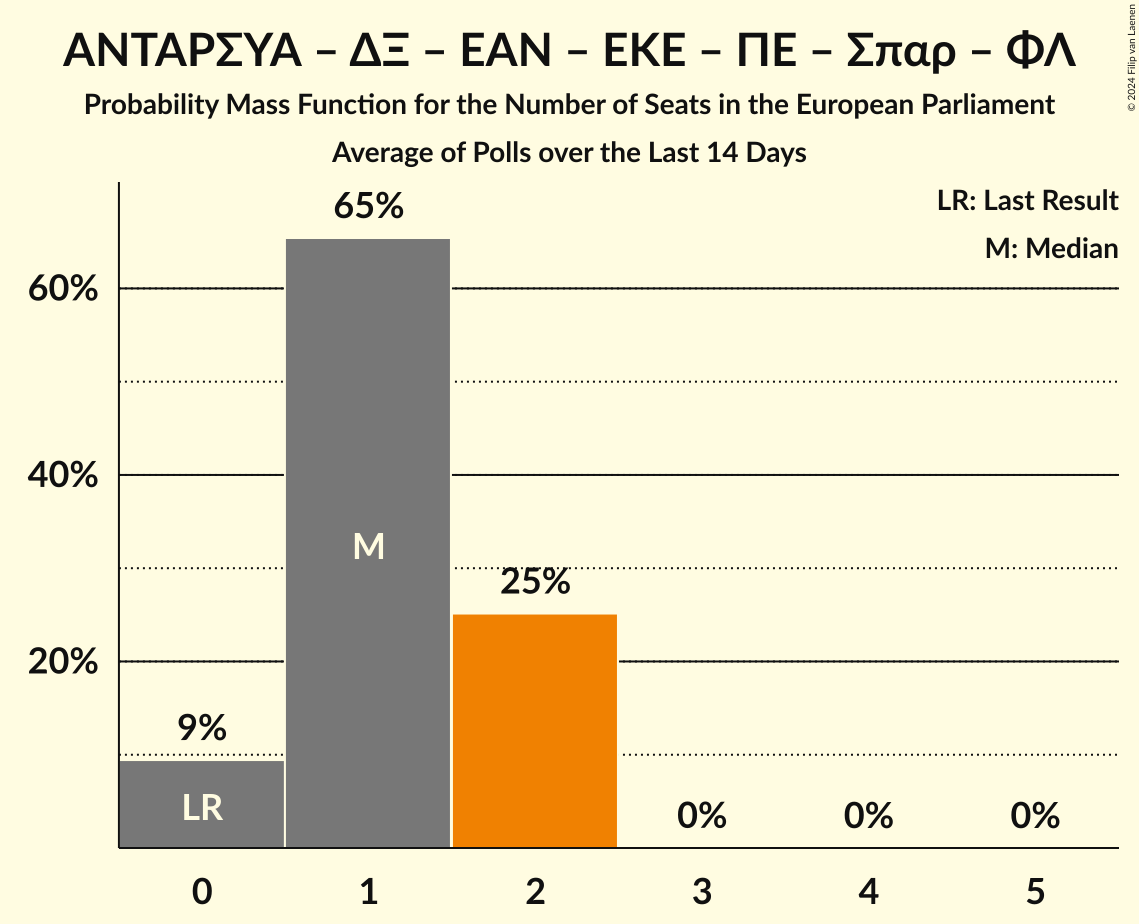 ΑΝΤΑΡΣΥΑ – ΔΞ – ΕΑΝ – ΕΚΕ – ΠΕ – Σπαρ – ΦΛ
Probability Mass Function for the Number of Seats in the European Parliament
Average of Polls over the Last 14 Days
© 2024 Filip van Laenen
LR: Last Result
M: Median
65%
60%
40%
M
25%
20%
9%
LR
0% 0% 0%
0 1 2 3 4 5